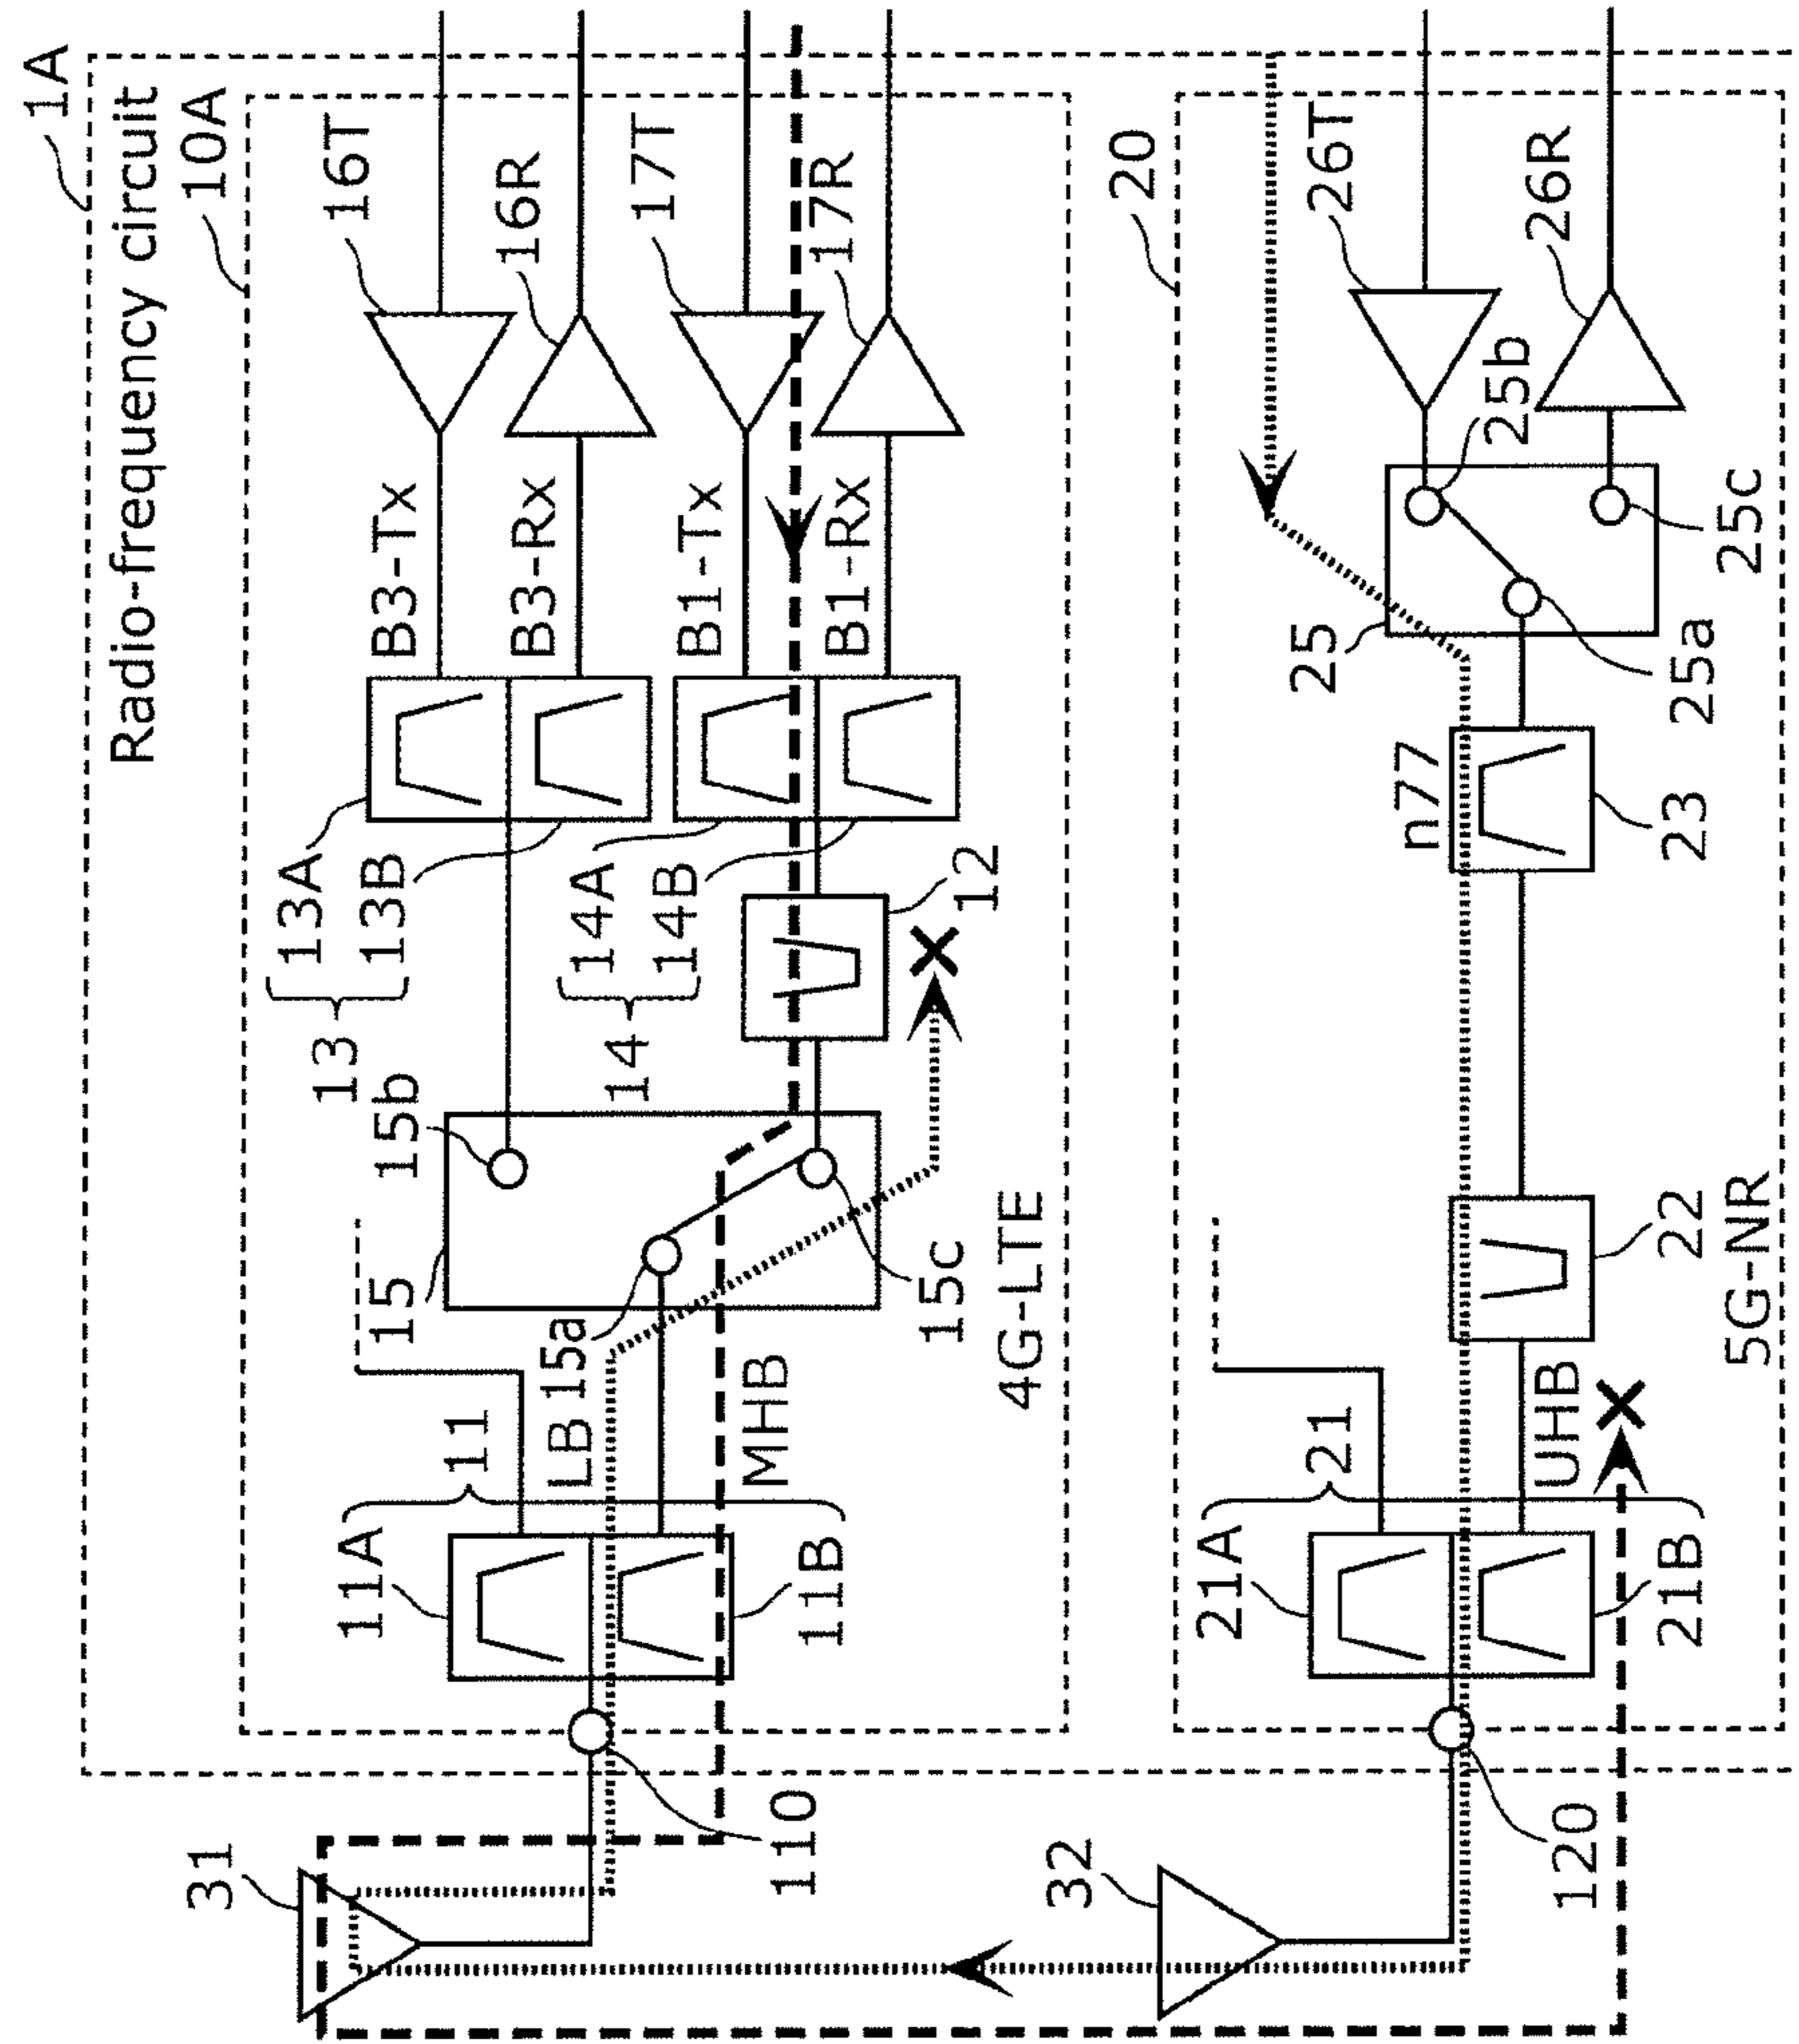 1A
Radio-frequency circuit
10A
16T
16R
17T
17R
B3-Tx
B3-Rx
B1-Tx
B1-Rx
13A
13B
13
14A
14B
14
12
15b
15
15a
15c
LB
MHB
11
11A
11B
4G-LTE
110
31
20
26T
26R
25b
25c
25
25a
n77
23
22
5G-NR
UHB
21
21A
21B
120
32